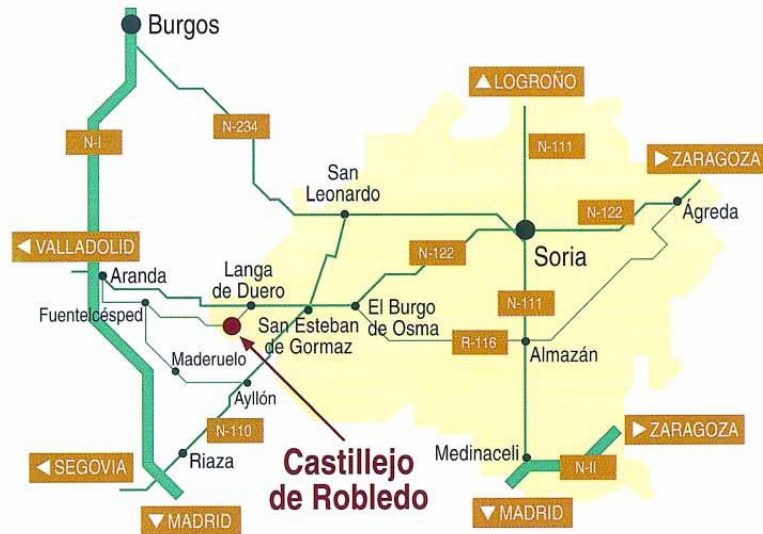 Burgos
LOGROÑO
N-234
N-I
N-111
ZARAGOZA
San
Leonardo
N-122
Ágreda
Soria
VALLADOLID
N-122
Aranda
Langa
de Duero
Fuentelcésped
El Burgo
de Osma
San Esteban
de Gormaz
N-111
R-116
Almazán
Maderuelo
Ayllón
N-110
ZARAGOZA
Castillejo
de Robledo
Medinaceli
N-II
SEGOVIA
Riaza
MADRID
MADRID